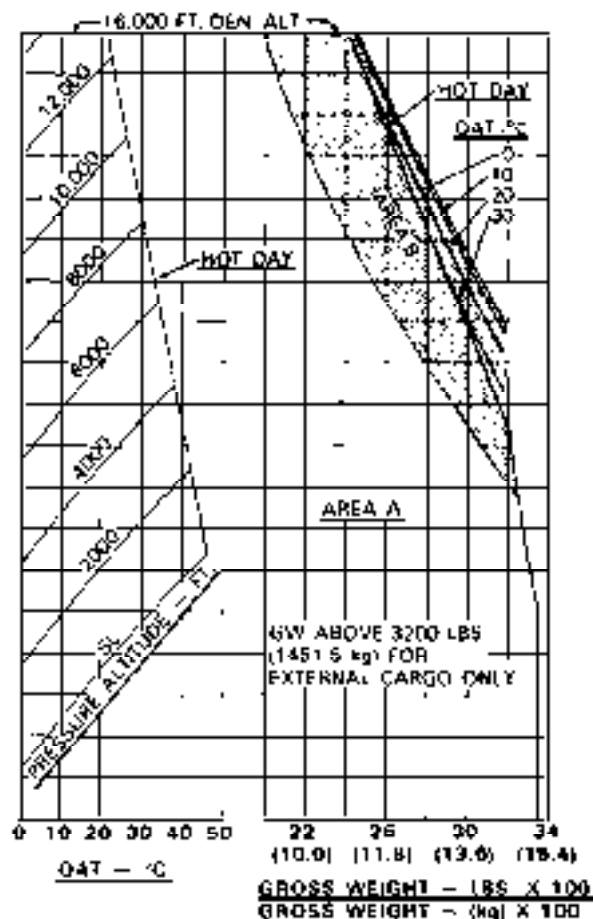 16,000 FT. DEN. ALT
HOT DAY
OAT °C
0
10
20
30
12,000
10,000
8000
6000
4000
2000
SL
HOT DAY
AREA B
AREA A
PRESSURE ALTITUDE — FT
GW ABOVE 3200 LBS
(1451.5 kg) FOR
EXTERNAL CARGO ONLY
0 10 20 30 40 50
22 26 30 34
(10.0) (11.8) (13.6) (15.4)
OAT — °C
GROSS WEIGHT — LBS X 100
GROSS WEIGHT — (kg) X 100